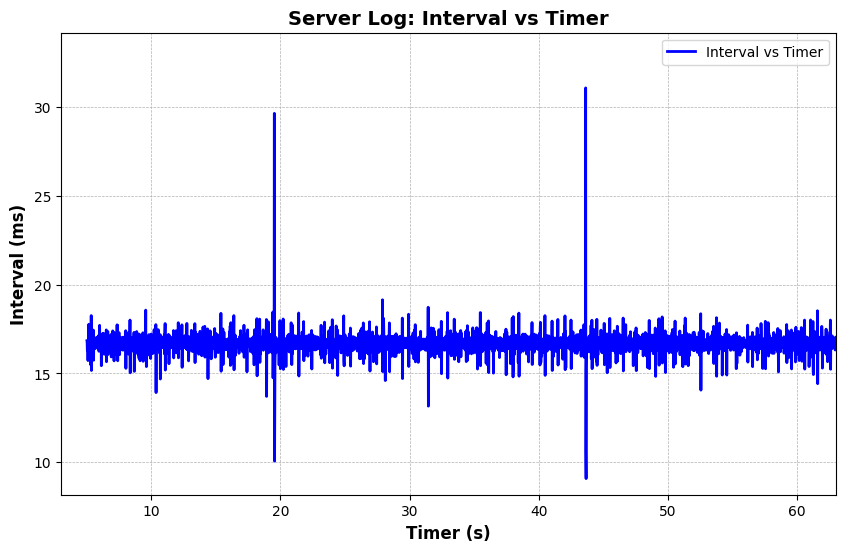 Server Log: Interval vs Timer
Interval vs Timer
Interval (ms)
30
25
20
15
10
10 20 30 40 50 60
Timer (s)